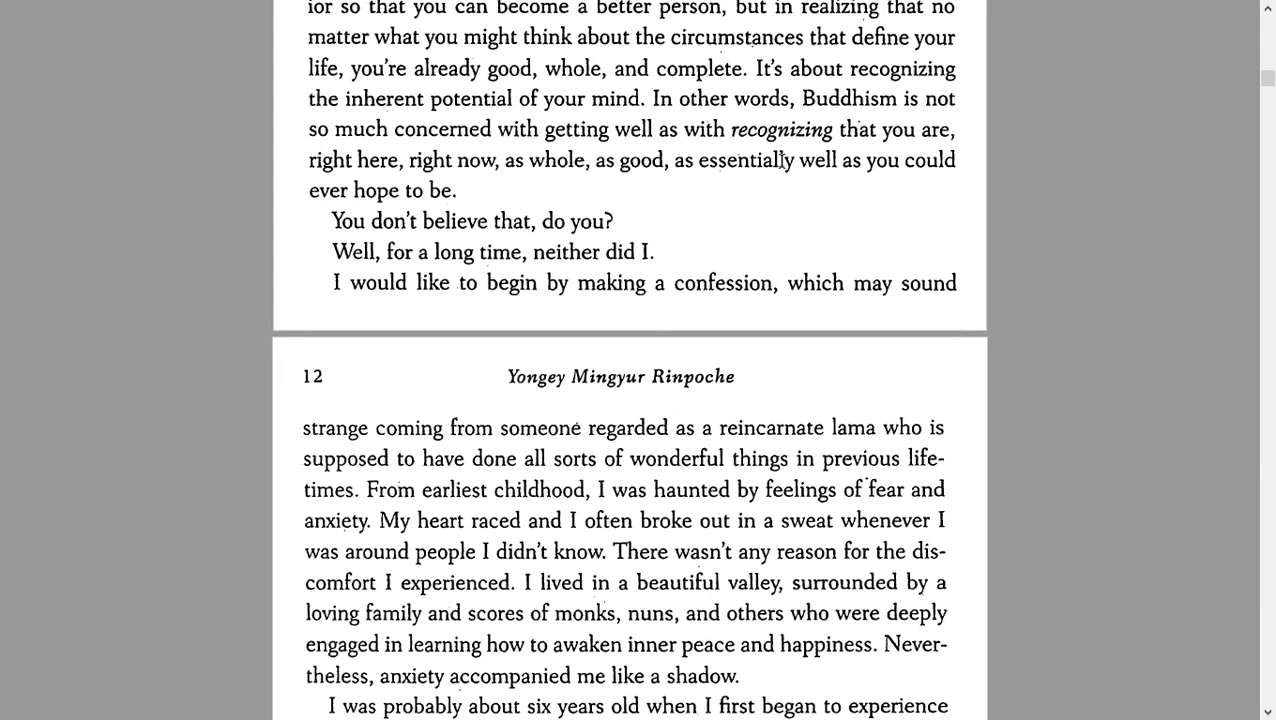 ior so that you can become a better person, but in realizing that no
matter what you might think about the circumstances that define your
life, you're already good, whole, and complete. It's about recognizing
the inherent potential of your mind. In other words, Buddhism is not
so much concerned with getting well as with recognizing that you are,
right here, right now, as whole, as good, as essentially well as you could
ever hope to be.
You don't believe that, do you?
Well, for a long time, neither did I.
I would like to begin by making a confession, which may sound
12 Yongey Mingyur Rinpoche
strange coming from someone regarded as a reincarnate lama who is
supposed to have done all sorts of wonderful things in previous life-
times. From earliest childhood, I was haunted by feelings of fear and
anxiety. My heart raced and I often broke out in a sweat whenever I
was around people I didn't know. There wasn't any reason for the dis-
comfort I experienced. I lived in a beautiful valley, surrounded by a
loving family and scores of monks, nuns, and others who were deeply
engaged in learning how to awaken inner peace and happiness. Never-
theless, anxiety accompanied me like a shadow.
I was probably about six years old when I first began to experience